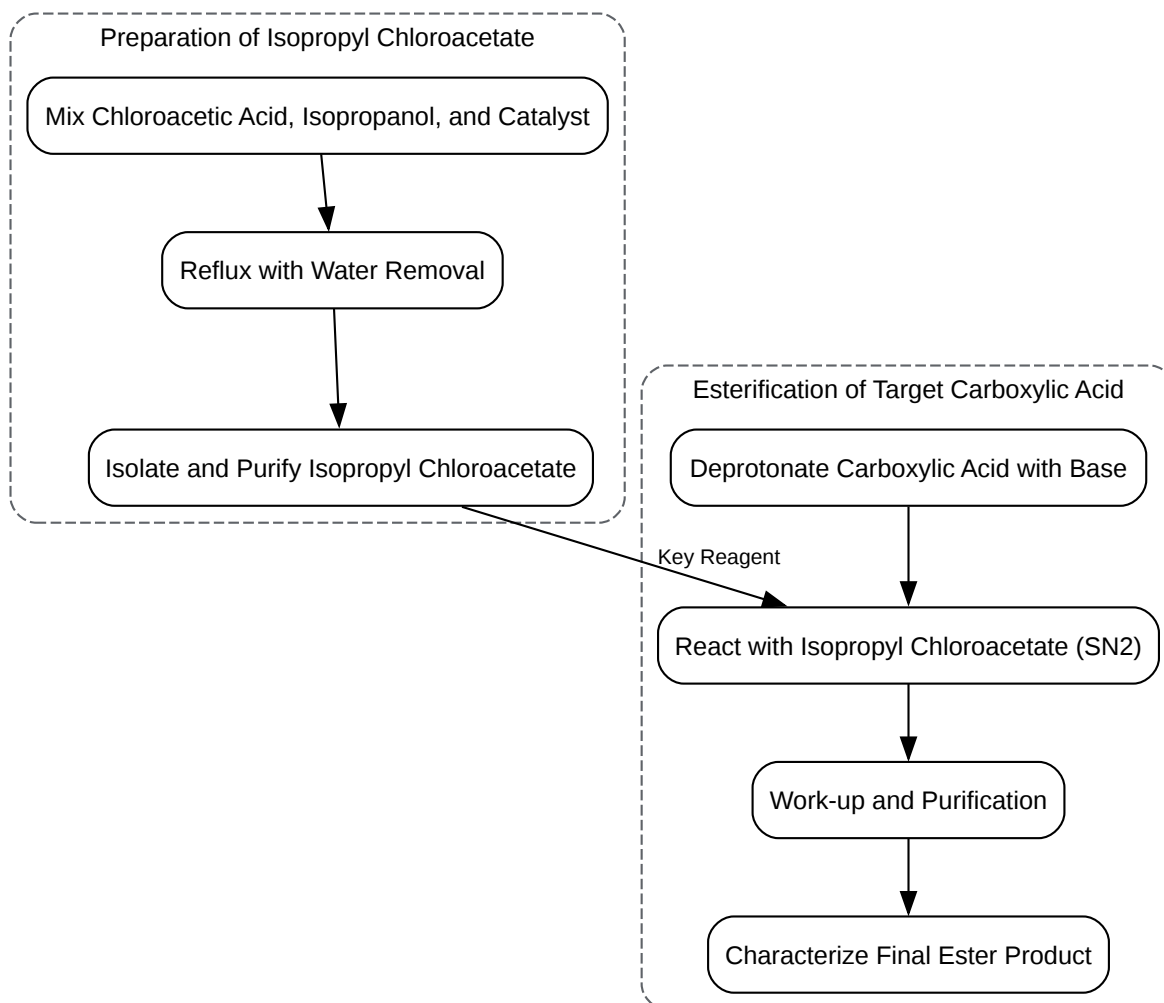 Preparation of Isopropyl Chloroacetate
Mix Chloroacetic Acid, Isopropanol, and Catalyst
Reflux with Water Removal
Isolate and Purify Isopropyl Chloroacetate
Esterification of Target Carboxylic Acid
Deprotonate Carboxylic Acid with Base
Key Reagent
React with Isopropyl Chloroacetate (SN2)
Work-up and Purification
Characterize Final Ester Product